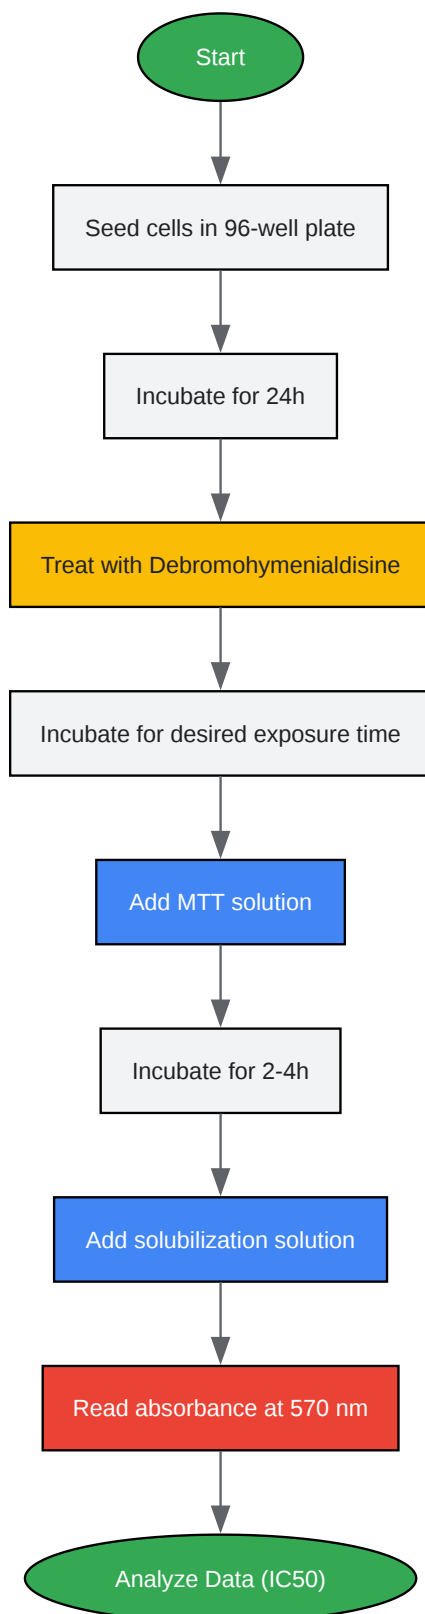 Start
Seed cells in 96-well plate
Incubate for 24h
Treat with Debromohymenialdisine
Incubate for desired exposure time
Add MTT solution
Incubate for 2-4h
Add solubilization solution
Read absorbance at 570 nm
Analyze Data (IC50)